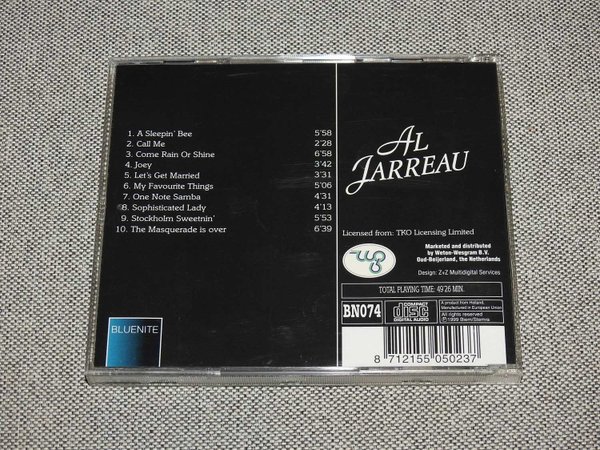 1. A Sleepin' Bee 5'58
2. Call Me 2'28
3. Come Rain Or Shine 6'58
4. Joey 3'42
5. Let's Get Married 3'31
6. My Favourite Things 5'06
7. One Note Samba 4'31
8. Sophisticated Lady 4'13
9. Stockholm Sweetnin' 5'53
10. The Masquerade is over 6'39
BLUENITE
AL
JARREAU
Licensed from: TKO Licensing Limited
Marketed and distributed
by Weton-Wesgram B.V.
Oud-Beijerland, the Netherlands
Design: Z+Z Multidigital Services
TOTAL PLAYING TIME: 49'26 MIN.
BN074
COMPACT
disc
DIGITAL AUDIO
A product from Holland,
Manufactured in European Union
All rights reserved
℗ 1999 Biem/Stemra
8 712155 050237